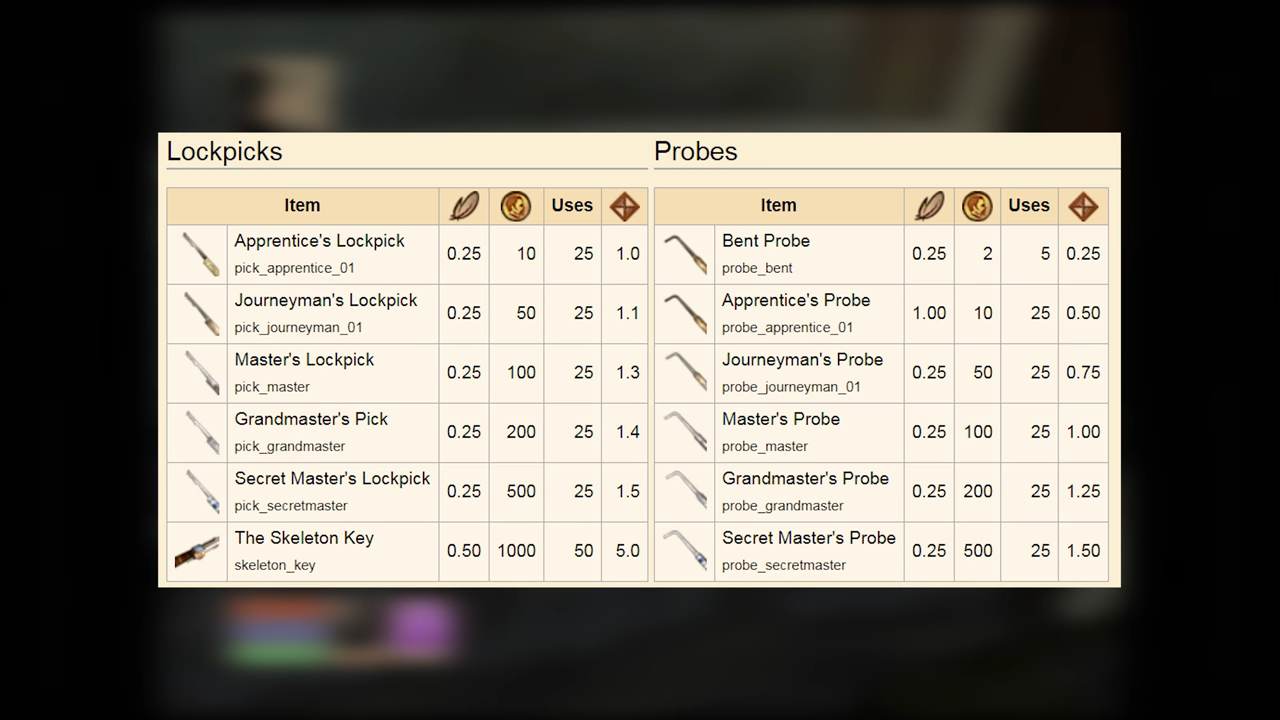 Lockpicks
Item Uses
Apprentice's Lockpick
pick_apprentice_01
0.25 10 25 1.0
Journeyman's Lockpick
pick_journeyman_01
0.25 50 25 1.1
Master's Lockpick
pick_master
0.25 100 25 1.3
Grandmaster's Pick
pick_grandmaster
0.25 200 25 1.4
Secret Master's Lockpick
pick_secretmaster
0.25 500 25 1.5
The Skeleton Key
skeleton_key
0.50 1000 50 5.0
Probes
Item Uses
Bent Probe
probe_bent
0.25 2 5 0.25
Apprentice's Probe
probe_apprentice_01
1.00 10 25 0.50
Journeyman's Probe
probe_journeyman_01
0.25 50 25 0.75
Master's Probe
probe_master
0.25 100 25 1.00
Grandmaster's Probe
probe_grandmaster
0.25 200 25 1.25
Secret Master's Probe
probe_secretmaster
0.25 500 25 1.50